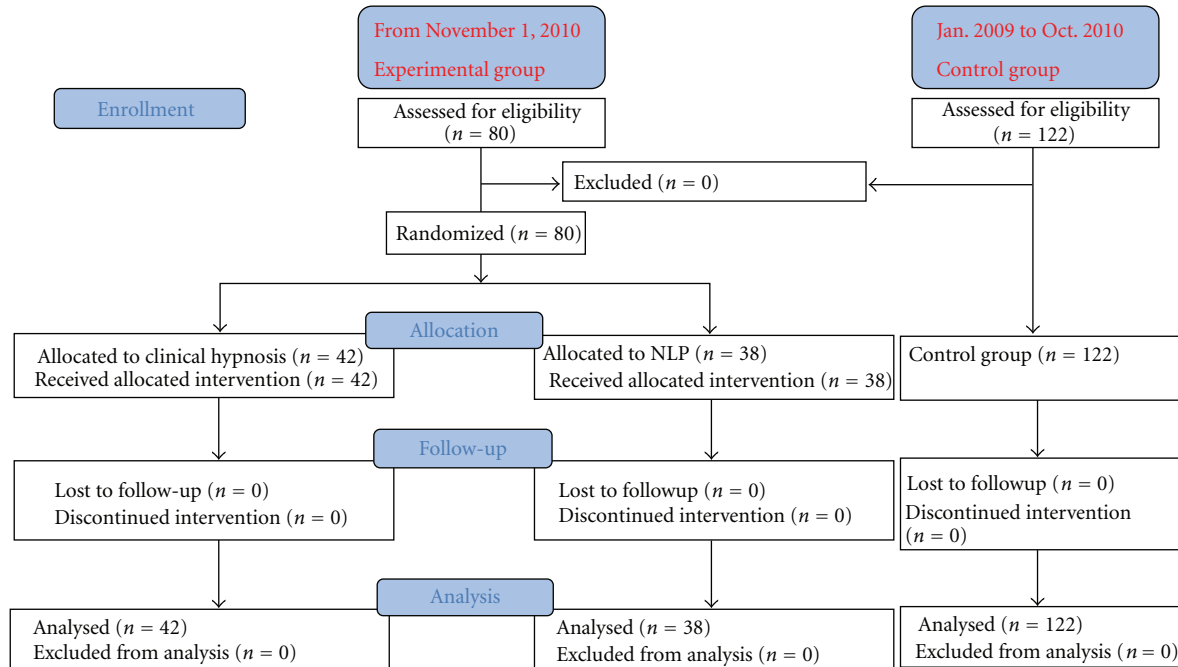 From November 1, 2010
Experimental group
Jan. 2009 to Oct. 2010
Control group
Enrollment
Assessed for eligibility
(n = 80)
Assessed for eligibility
(n = 122)
Excluded (n = 0)
Randomized (n = 80)
Allocation
Allocated to clinical hypnosis (n = 42)
Received allocated intervention (n = 42)
Allocated to NLP (n = 38)
Received allocated intervention (n = 38)
Control group (n = 122)
Follow-up
Lost to follow-up (n = 0)
Discontinued intervention (n = 0)
Lost to followup (n = 0)
Discontinued intervention (n = 0)
Lost to followup (n = 0)
Discontinued intervention
(n = 0)
Analysis
Analysed (n = 42)
Excluded from analysis (n = 0)
Analysed (n = 38)
Excluded from analysis (n = 0)
Analysed (n = 122)
Excluded from analysis (n = 0)